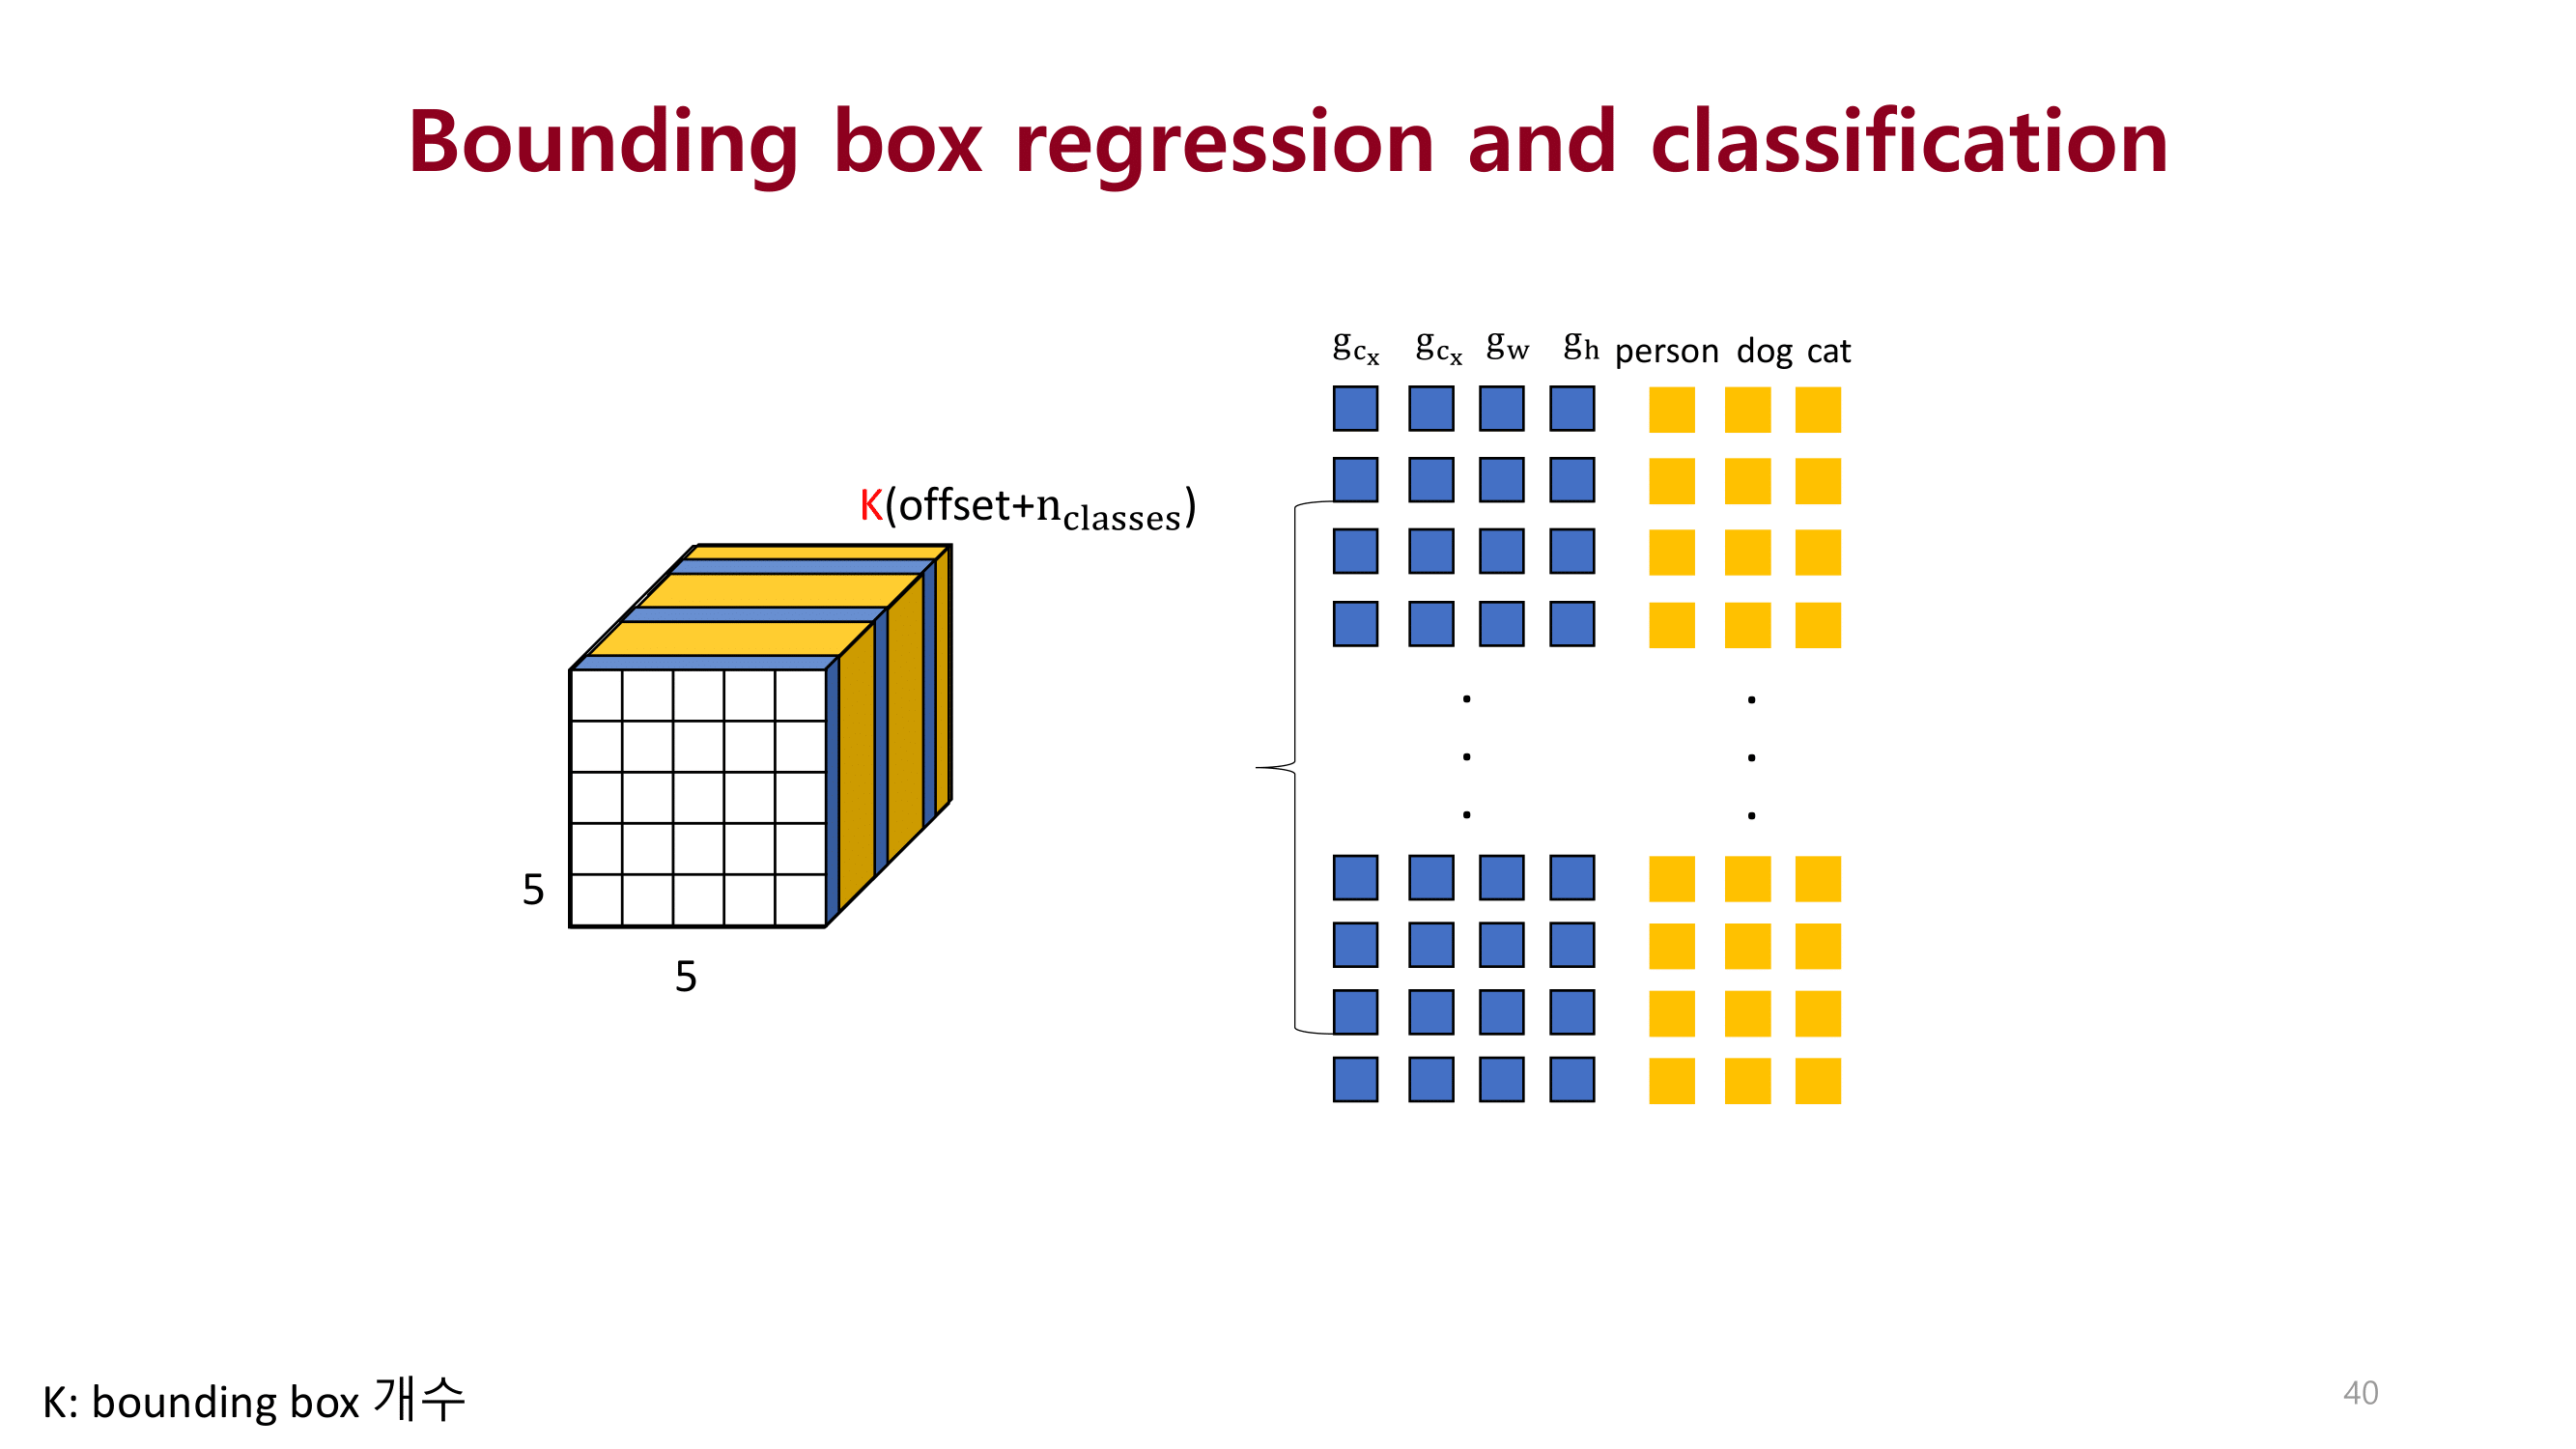 Bounding box regression and classification
g_{c_x} g_{c_x} g_w g_h person dog cat
K(offset+n_{classes})
5
5
K: bounding box 개수
40